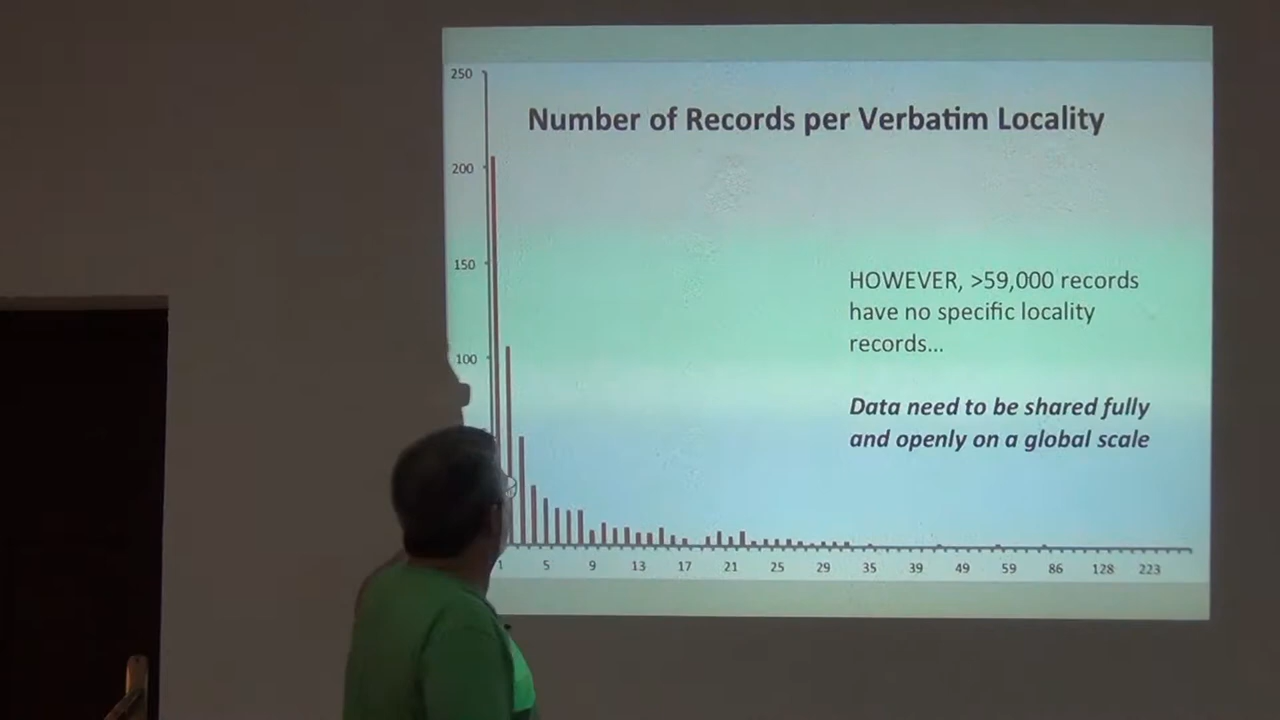 250
Number of Records per Verbatim Locality
200
150
HOWEVER, >59,000 records
have no specific locality
records...
100
Data need to be shared fully
and openly on a global scale
1 5 9 13 17 21 25 29 35 39 49 59 86 128 223